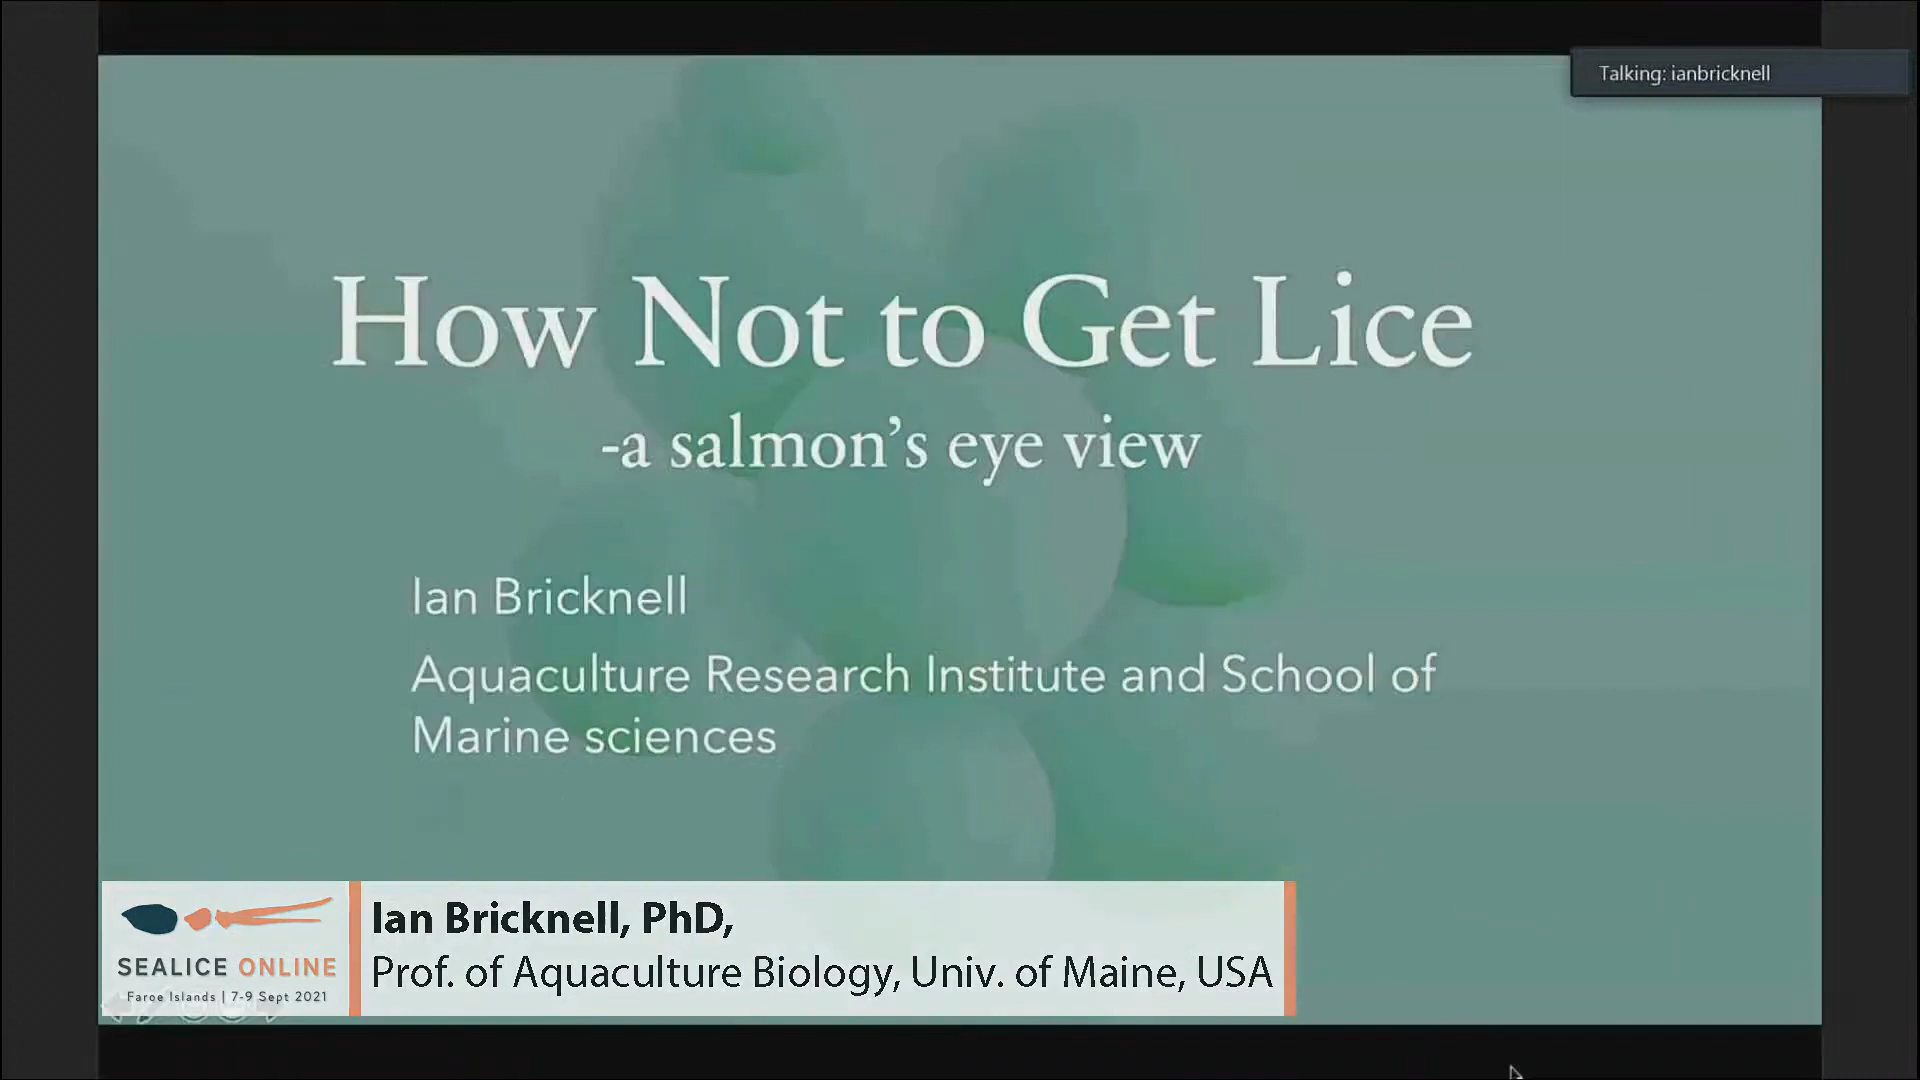 Talking: ianbricknell
How Not to Get Lice
-a salmon's eye view
Ian Bricknell
Aquaculture Research Institute and School of
Marine sciences
SEALICE ONLINE
Faroe Islands | 7-9 Sept 2021
Ian Bricknell, PhD,
Prof. of Aquaculture Biology, Univ. of Maine, USA